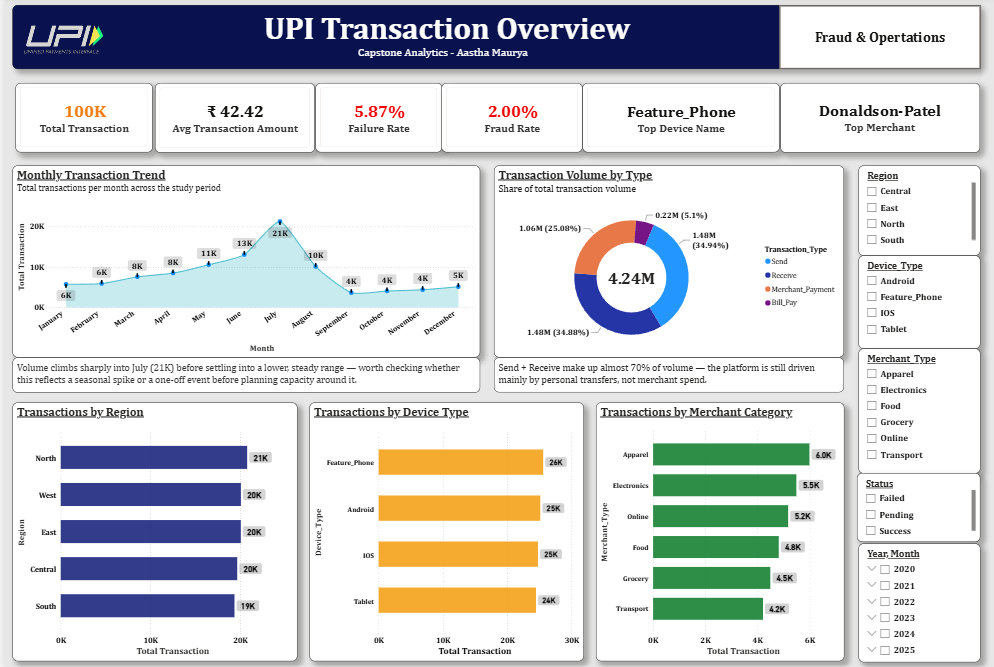 UPI
UNIFIED PAYMENTS INTERFACE
UPI Transaction Overview
Capstone Analytics - Aastha Maurya
Fraud & Opertations
100K
Total Transaction
₹ 42.42
Avg Transaction Amount
5.87%
Failure Rate
2.00%
Fraud Rate
Feature_Phone
Top Device Name
Donaldson-Patel
Top Merchant
Monthly Transaction Trend
Total transactions per month across the study period
Total Transaction
20K
10K
0K
6K
6K
8K
8K
11K
13K
21K
10K
4K
4K
4K
5K
January
February
March
April
May
June
July
August
September
October
November
December
Month
Volume climbs sharply into July (21K) before settling into a lower, steady range — worth checking whether
this reflects a seasonal spike or a one-off event before planning capacity around it.
Transaction Volume by Type
Share of total transaction volume
0.22M (5.1%)
1.48M
(34.94%)
1.06M (25.08%)
1.48M (34.88%)
4.24M
Transaction_Type
Send
Receive
Merchant_Payment
Bill_Pay
Send + Receive make up almost 70% of volume — the platform is still driven
mainly by personal transfers, not merchant spend.
Region
Central
East
North
South
Device_Type
Android
Feature_Phone
IOS
Tablet
Merchant_Type
Apparel
Electronics
Food
Grocery
Online
Transport
Status
Failed
Pending
Success
Year, Month
2020
2021
2022
2023
2024
2025
Transactions by Region
Region
North 21K
West 20K
East 20K
Central 20K
South 19K
0K 10K 20K
Total Transaction
Transactions by Device Type
Device_Type
Feature_Phone 26K
Android 25K
IOS 25K
Tablet 24K
0K 10K 20K 30K
Total Transaction
Transactions by Merchant Category
Merchant_Type
Apparel 6.0K
Electronics 5.5K
Online 5.2K
Food 4.8K
Grocery 4.5K
Transport 4.2K
0K 2K 4K 6K
Total Transaction